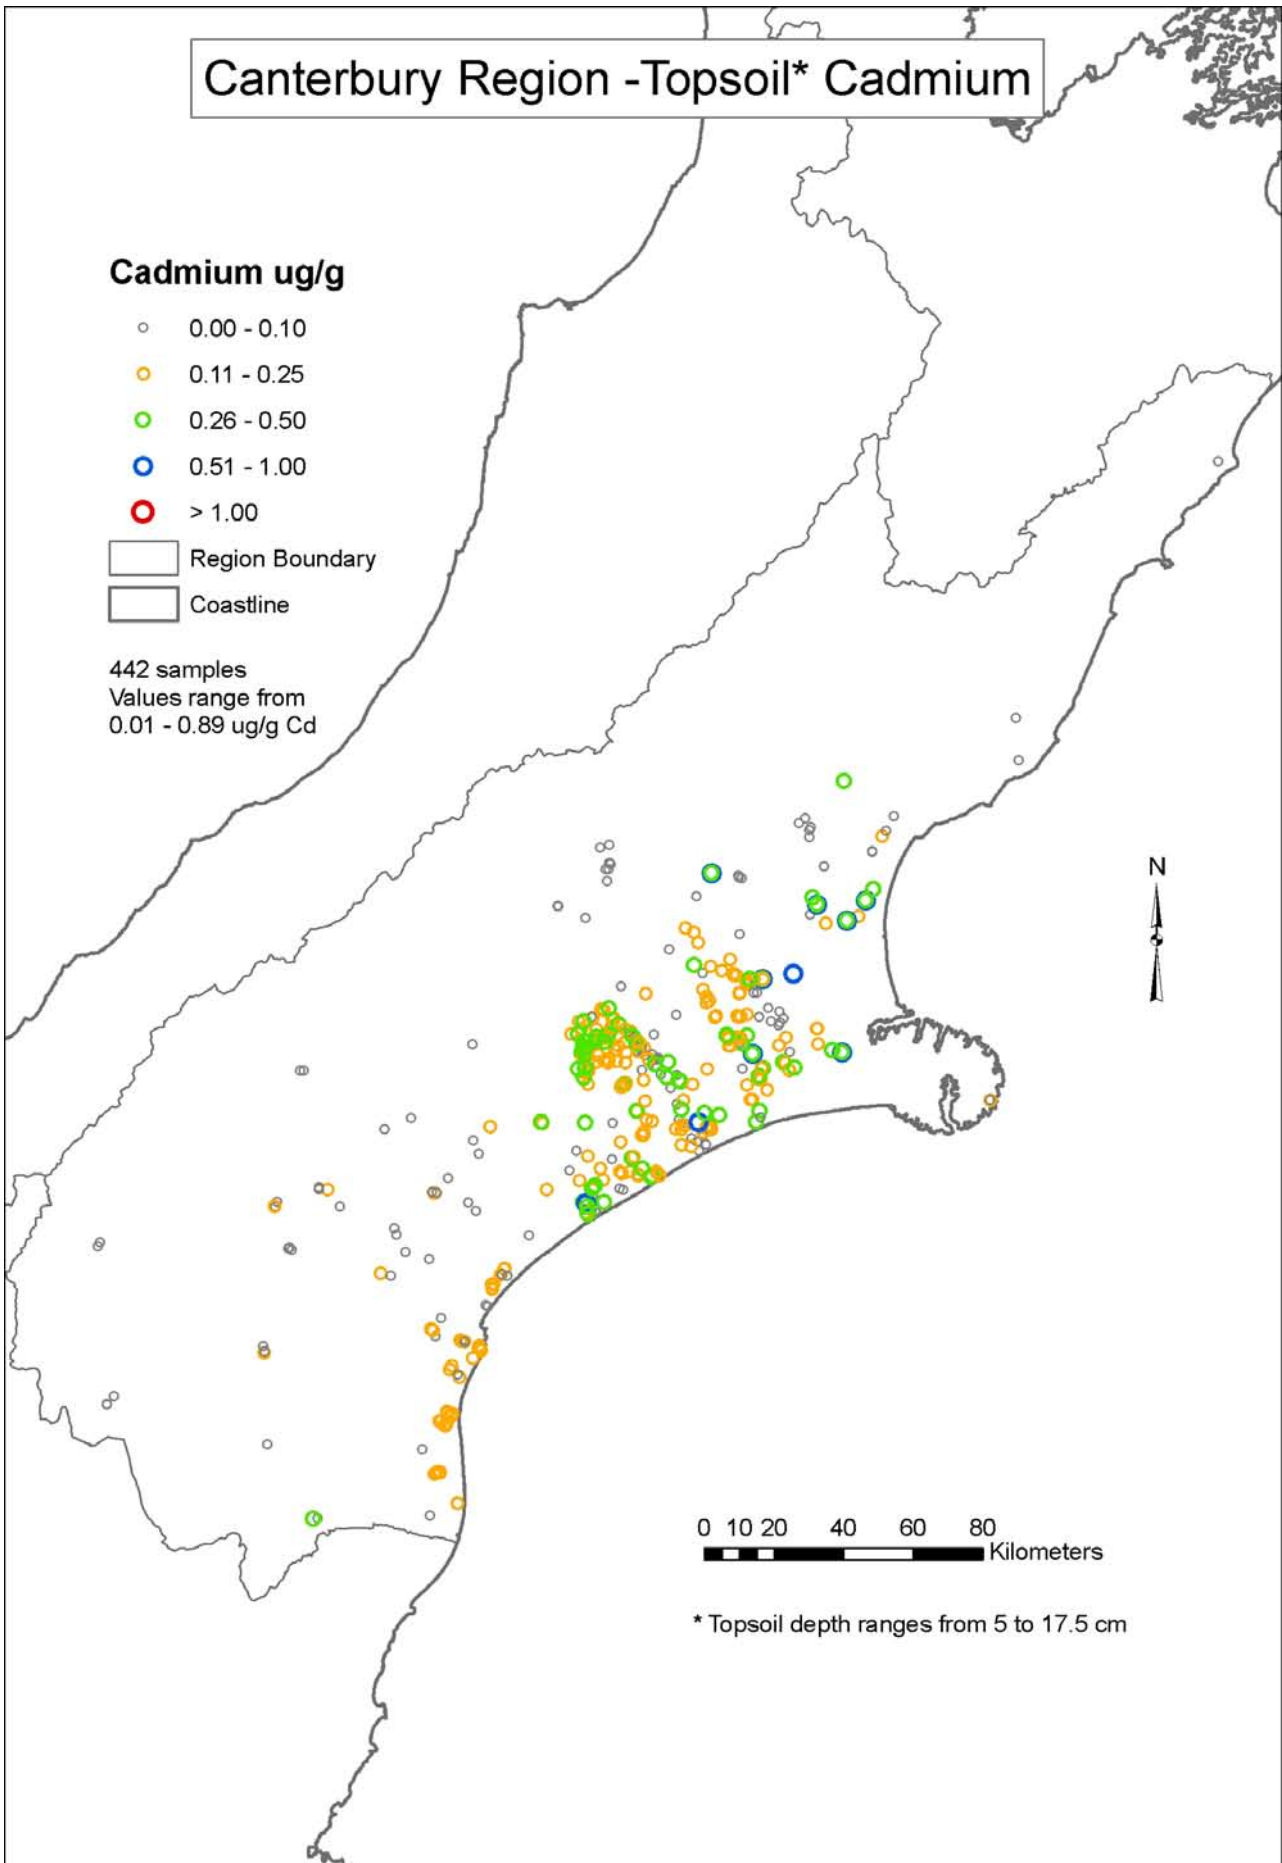 Canterbury Region -Topsoil* Cadmium
Cadmium ug/g
0.00 - 0.10
0.11 - 0.25
0.26 - 0.50
0.51 - 1.00
> 1.00
Region Boundary
Coastline
442 samples
Values range from
0.01 - 0.89 ug/g Cd
N
0 10 20 40 60 80
Kilometers
* Topsoil depth ranges from 5 to 17.5 cm